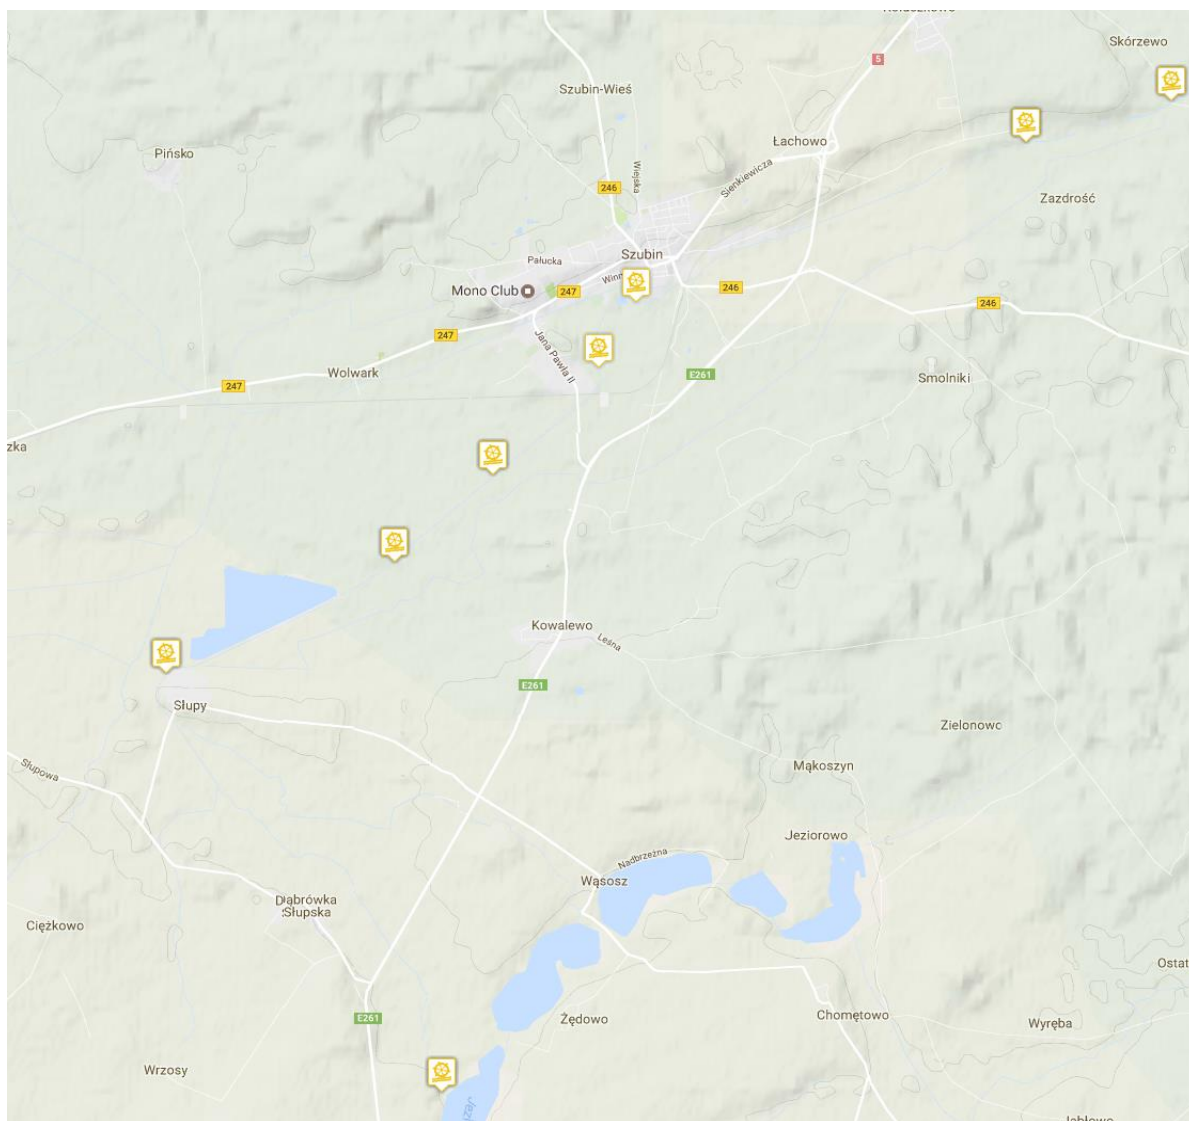 Skórzewo
5
Szubin-Wieś
Łachowo
Pińsko
Wiejska
Sienkiewicza
246
Zazdrość
Szubin
Pałucka
Mono Club
247
246
246
247
Jana Pawła II
Wolwark
E261
Smolniki
247
zka
Kowalewo
Leśna
E261
Słupy
Zielonowo
Słupowa
Mąkoszyn
Jeziorowo
Nadbrzeżna
Wąsosz
Dąbrówka
Słupska
Ciężkowo
Ostat
E261
Żędowo
Chomętowo
Wyręba
Wrzosy